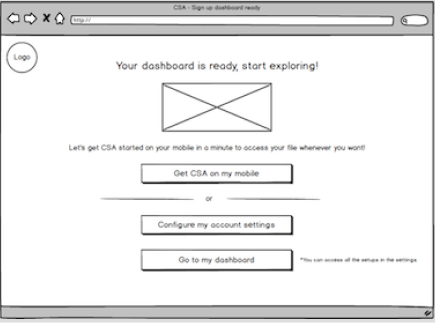 CSA - Sign up dashboard ready
http://
Logo
Your dashboard is ready, start exploring!
Let's get CSA started on your mobile in a minute to access your file whenever you want!
Get CSA on my mobile
or
Configure my account settings
Go to my dashboard
*You can access all the setups in the settings